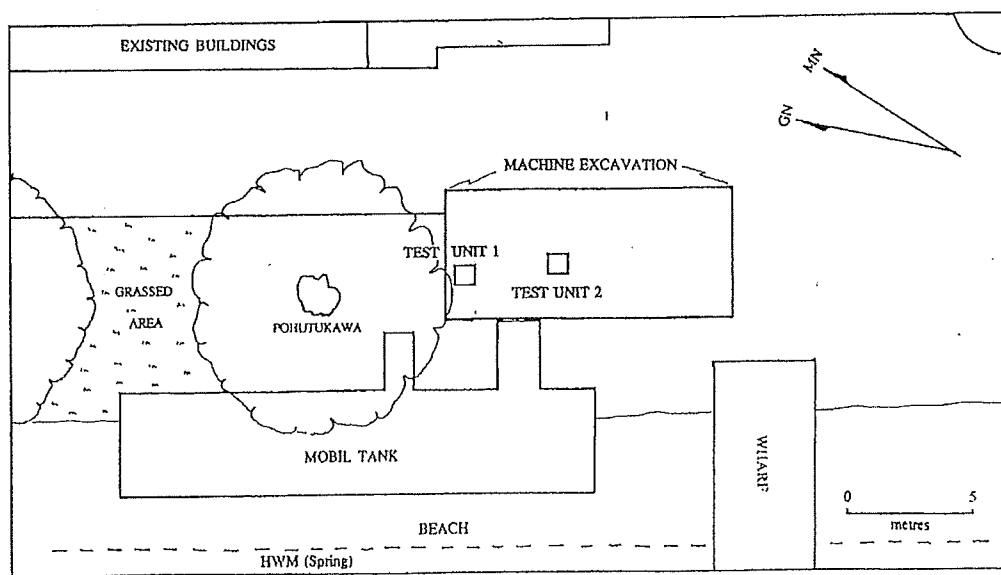 EXISTING BUILDINGS
MN
GN
MACHINE EXCAVATION
TEST UNIT 1
TEST UNIT 2
GRASSED
AREA
POHUTUKAWA
MOBIL TANK
WHARF
0 5
metres
BEACH
HWM (Spring)